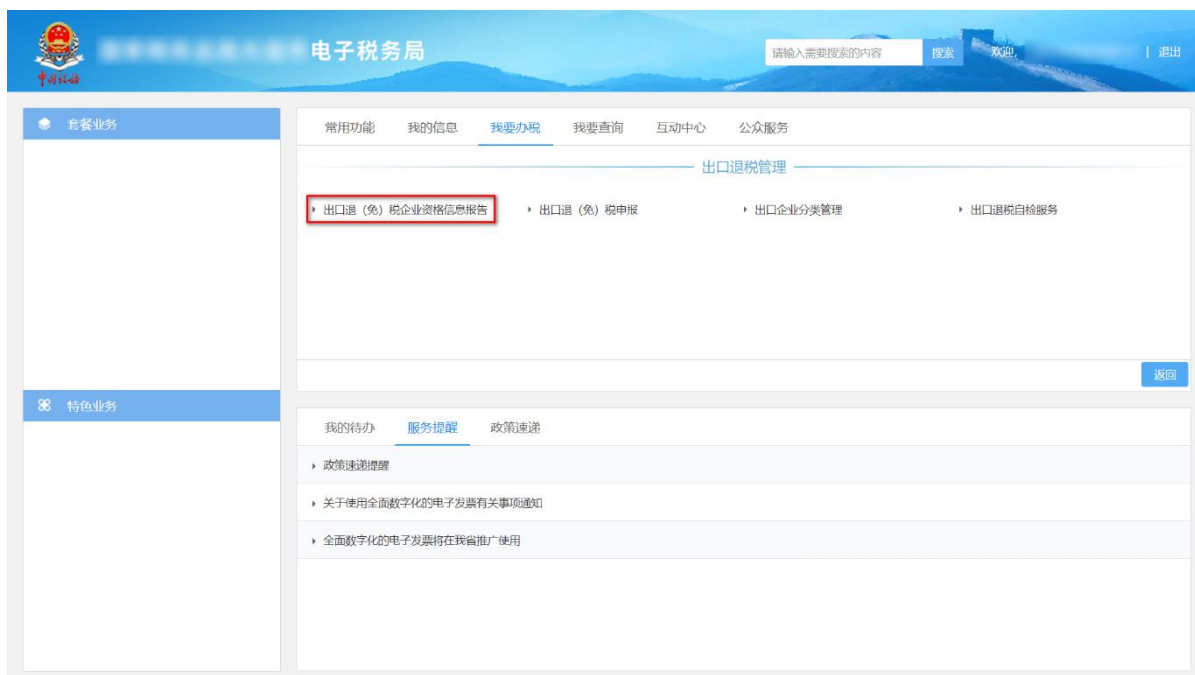 电子税务局
请输入需要搜索的内容 搜索 欢迎, | 退出
中国税务
套餐业务
常用功能 我的信息 我要办税 我要查询 互动中心 公众服务
出口退税管理
出口退（免）税企业资格信息报告 出口退（免）税申报 出口企业分类管理 出口退税自检服务
返回
特色业务
我的待办 服务提醒 政策速递
政策速递提醒
关于使用全面数字化的电子发票有关事项通知
全面数字化的电子发票将在我省推广使用